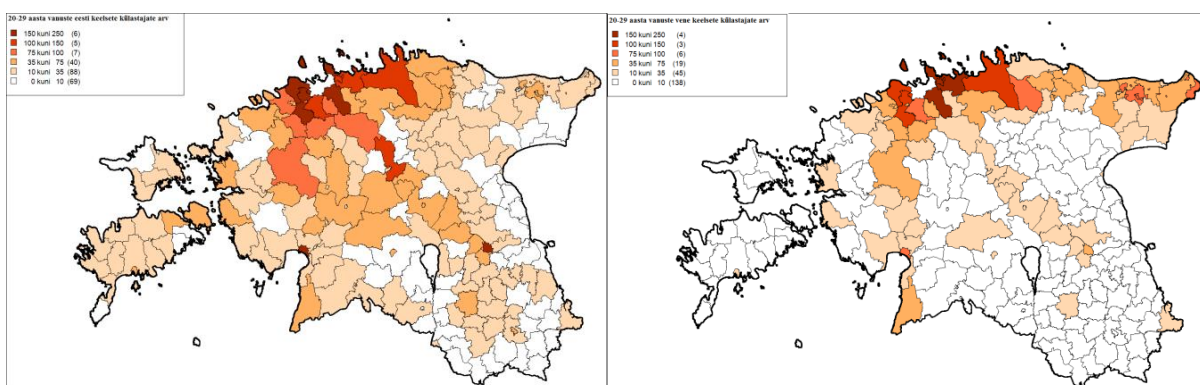 20-29 aasta vanuste eesti keelsete külastajate arv
150 kuni 250 (6)
100 kuni 150 (5)
75 kuni 100 (7)
35 kuni 75 (40)
10 kuni 35 (88)
0 kuni 10 (69)
20-29 aasta vanuste vene keelsete külastajate arv
150 kuni 250 (4)
100 kuni 150 (3)
75 kuni 100 (6)
35 kuni 75 (19)
10 kuni 35 (45)
0 kuni 10 (138)